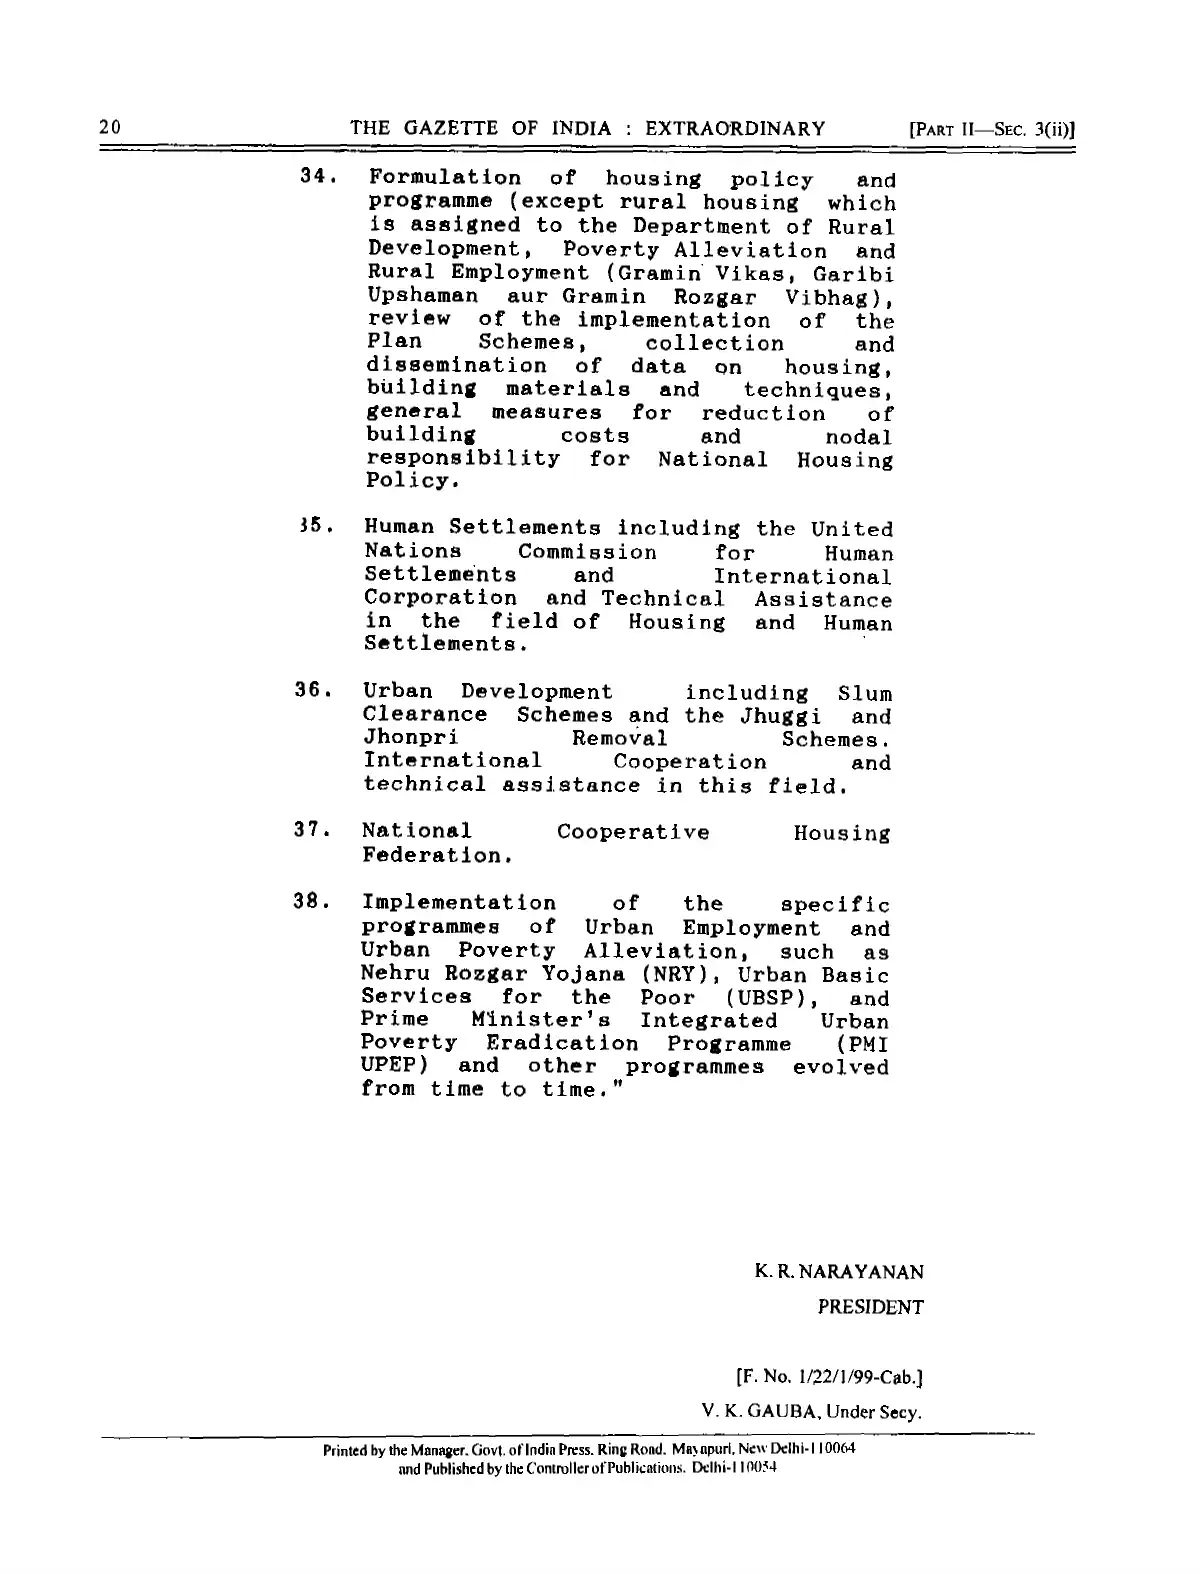 20 THE GAZETTE OF INDIA : EXTRAORDINARY [PART II—SEC. 3(ii)]
34. Formulation of housing policy and
programme (except rural housing which
is assigned to the Department of Rural
Development, Poverty Alleviation and
Rural Employment (Gramin Vikas, Garibi
Upshaman aur Gramin Rozgar Vibhag),
review of the implementation of the
Plan Schemes, collection and
dissemination of data on housing,
building materials and techniques,
general measures for reduction of
building costs and nodal
responsibility for National Housing
Policy.
35. Human Settlements including the United
Nations Commission for Human
Settlements and International
Corporation and Technical Assistance
in the field of Housing and Human
Settlements.
36. Urban Development including Slum
Clearance Schemes and the Jhuggi and
Jhonpri Removal Schemes.
International Cooperation and
technical assistance in this field.
37. National Cooperative Housing
Federation.
38. Implementation of the specific
programmes of Urban Employment and
Urban Poverty Alleviation, such as
Nehru Rozgar Yojana (NRY), Urban Basic
Services for the Poor (UBSP), and
Prime Minister's Integrated Urban
Poverty Eradication Programme (PMI
UPEP) and other programmes evolved
from time to time."
K. R. NARAYANAN
PRESIDENT
[F. No. 1/22/1/99-Cab.]
V. K. GAUBA, Under Secy.
Printed by the Manager. Govt. of India Press. Ring Road. Mayapuri, New Delhi-110064
and Published by the Controller of Publications. Delhi-110054